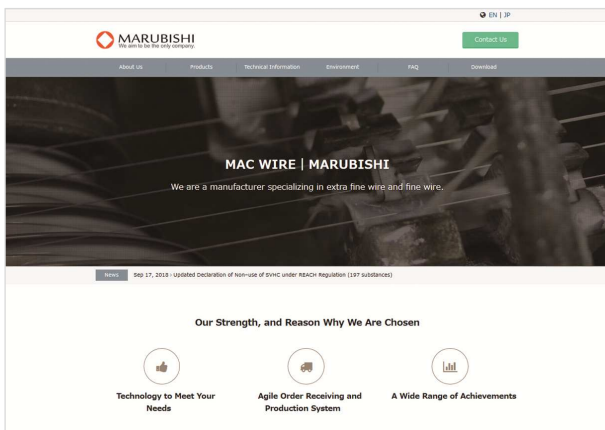 EN | JP
MARUBISHI
We aim to be the only company.
Contact Us
About Us Products Technical Information Environment FAQ Download
MAC WIRE | MARUBISHI
We are a manufacturer specializing in extra fine wire and fine wire.
News Sep 17, 2018 › Updated Declaration of Non-use of SVHC under REACH Regulation (197 substances)
Our Strength, and Reason Why We Are Chosen
Technology to Meet Your
Needs
Agile Order Receiving and
Production System
A Wide Range of Achievements